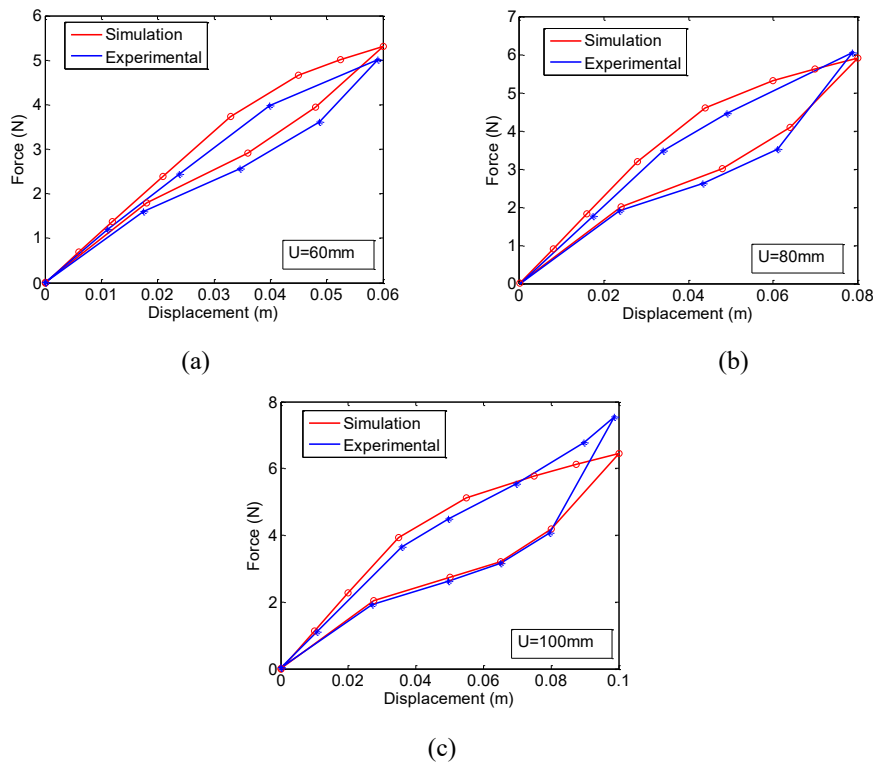 6
5
4
3
2
1
0
Force (N)
Simulation
Experimental
U=60mm
0 0.01 0.02 0.03 0.04 0.05 0.06
Displacement (m)
(a)
7
6
5
4
3
2
1
0
Force (N)
Simulation
Experimental
U=80mm
0 0.02 0.04 0.06 0.08
Displacement (m)
(b)
8
6
4
2
0
Force (N)
Simulation
Experimental
U=100mm
0 0.02 0.04 0.06 0.08 0.1
Displacement (m)
(c)